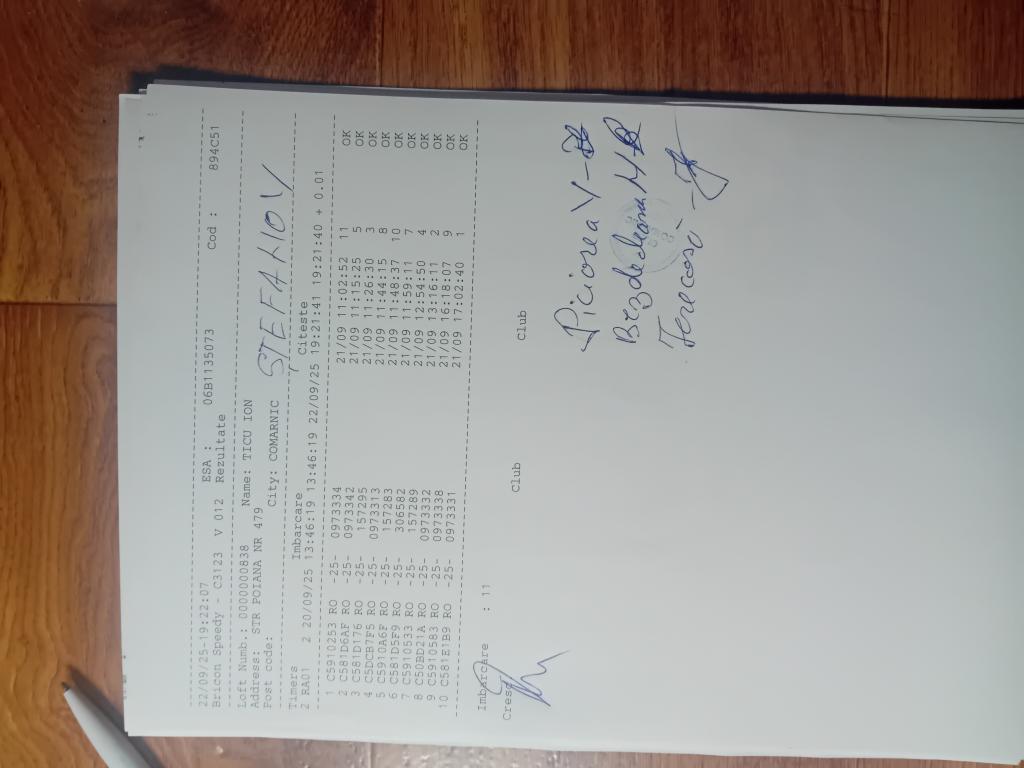 22/09/25-19:22:07 ESA : 06B1135073 Cod : 894C51
Bricon Speedy - C3123 V 012 Rezultate
Loft Numb.: 0000000838 Name: TICU ION
Address: STR POIANA NR 479
Post code: City: COMARNIC STEFANOV
Timers Imbarcare Citeste
2 RA01 2 20/09/25 13:46:19 13:46:19 22/09/25 19:21:41 19:21:40 + 0.01
1 C5910253 RO -25- 0973334 21/09 11:02:52 11 OK
2 C581D6AF RO -25- 0973342 21/09 11:15:25 5 OK
3 C581D176 RO -25- 157295 21/09 11:26:30 3 OK
4 C5DCB7F5 RO -25- 0973313 21/09 11:44:15 8 OK
5 C5910A6F RO -25- 157283 21/09 11:48:37 10 OK
6 C581D5F9 RO -25- 306582 21/09 11:59:11 7 OK
7 C5910533 RO -25- 157289 21/09 12:54:50 4 OK
8 C50BD21A RO -25- 0973332 21/09 13:16:11 2 OK
9 C5910583 RO -25- 0973338 21/09 16:18:07 9 OK
10 C581E1B9 RO -25- 0973331 21/09 17:02:40 1 OK
Imbarcare : 11
Cresc Club Club
Piciorea V -